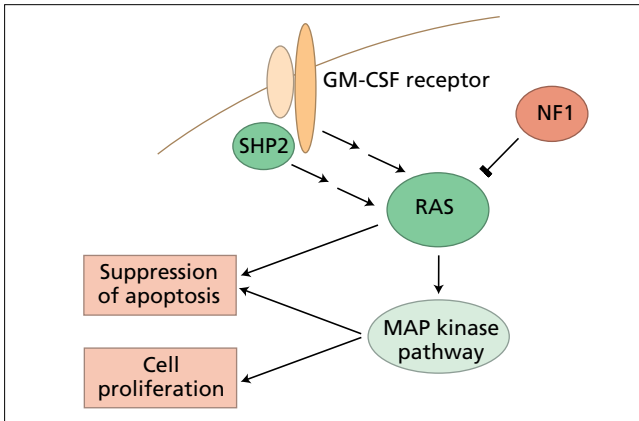 GM-CSF receptor
NF1
SHP2
RAS
Suppression
of apoptosis
MAP kinase
pathway
Cell
proliferation